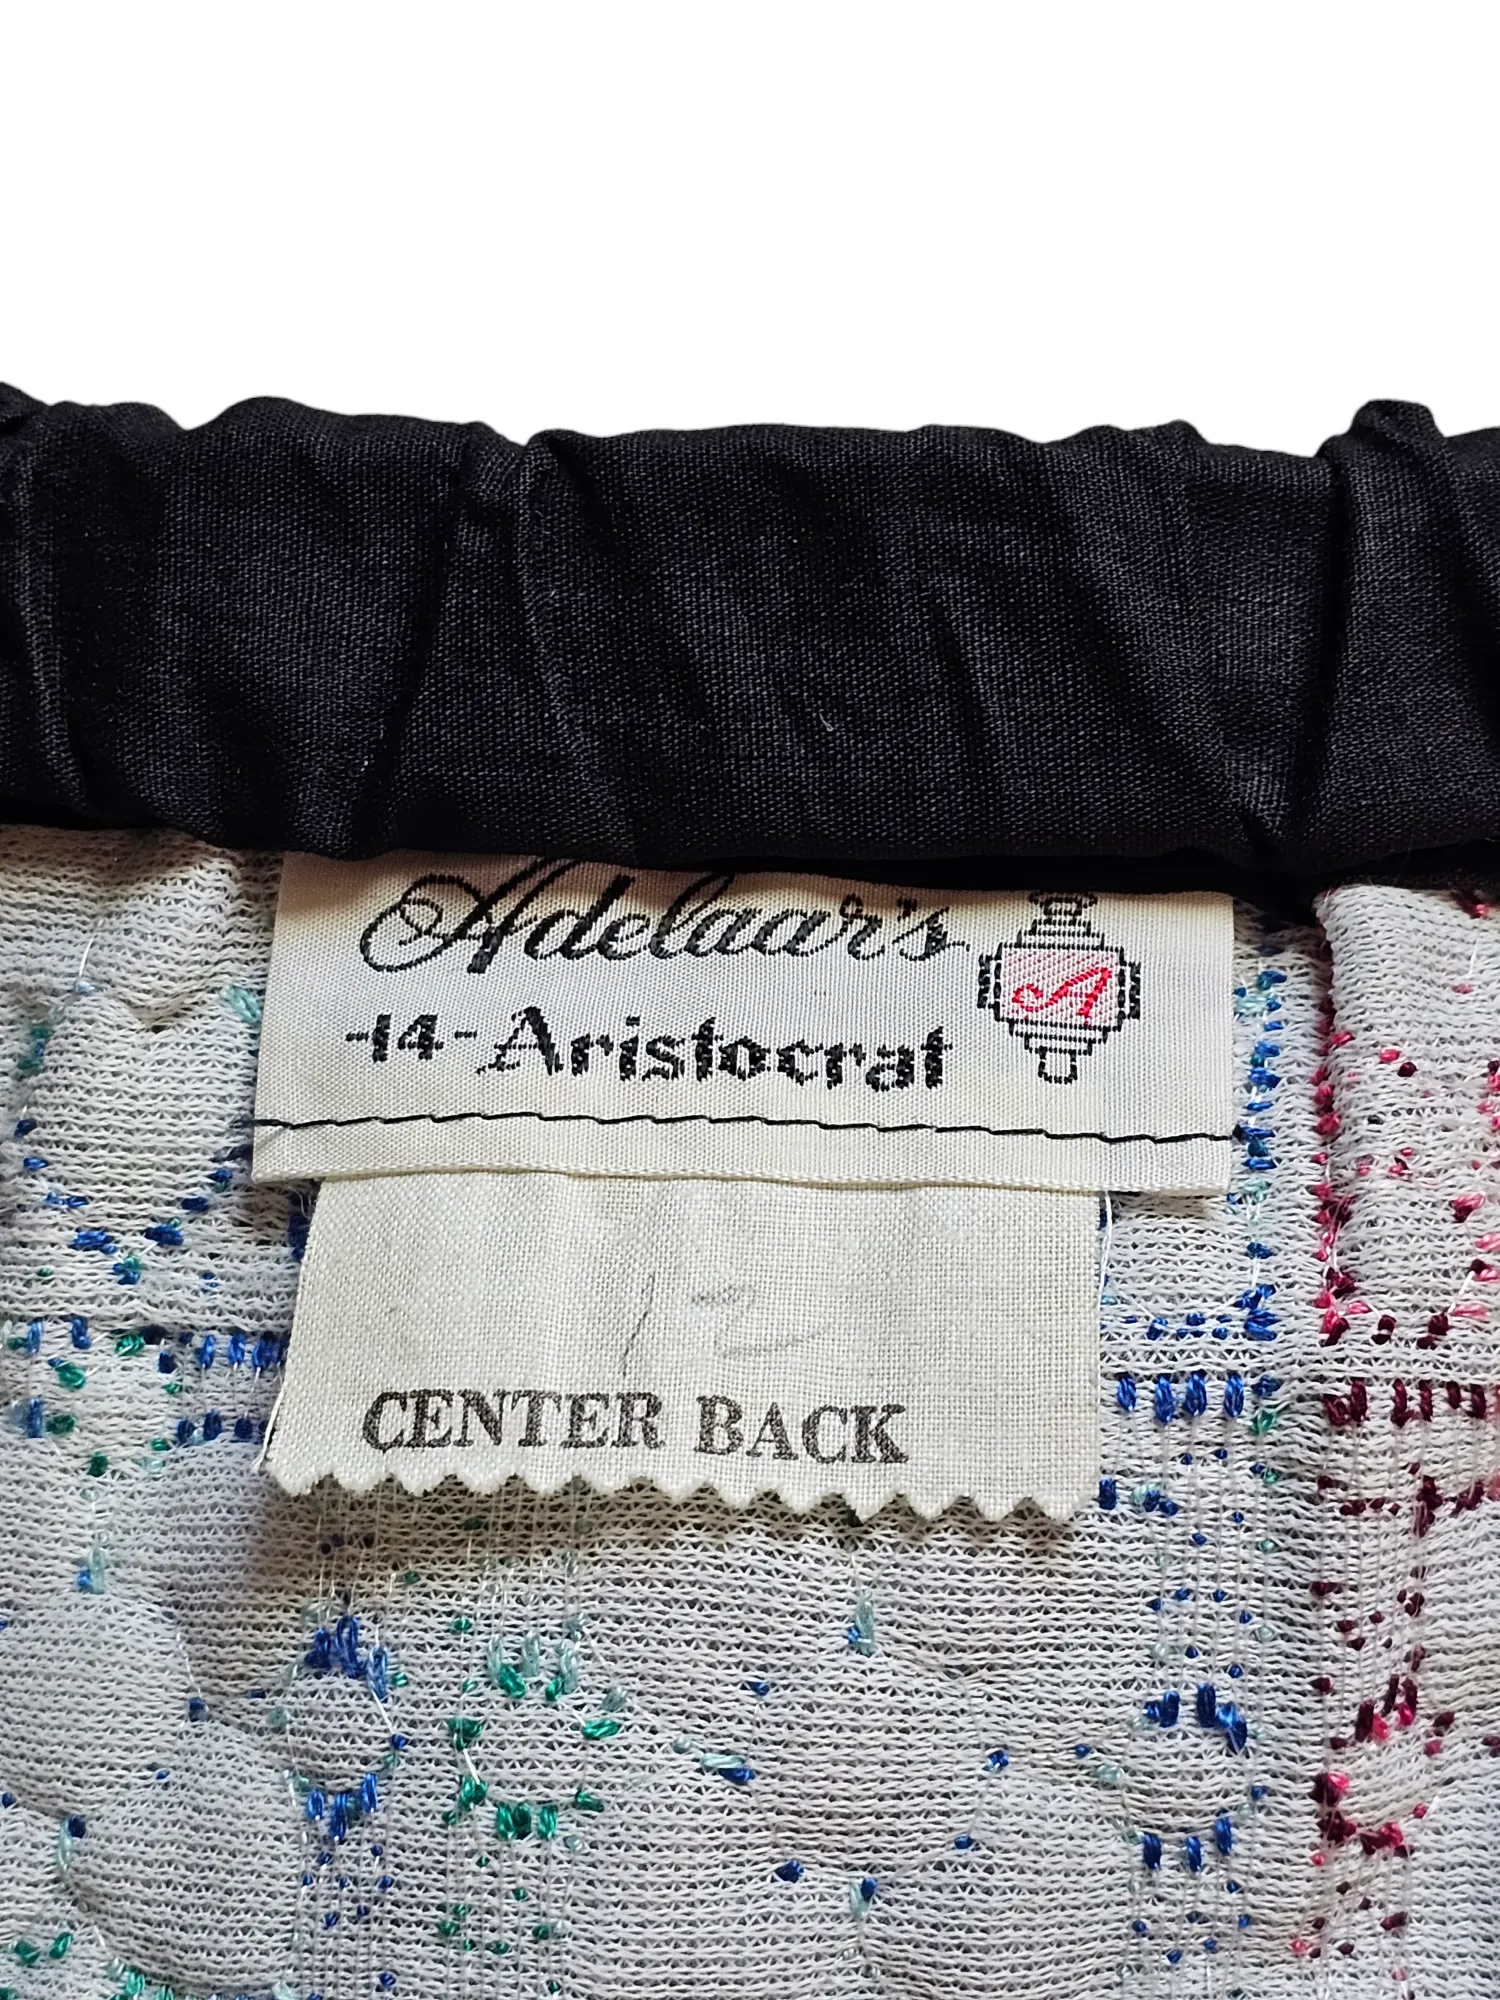 Adelaar's
A
-14-Aristocrat
12
CENTER BACK